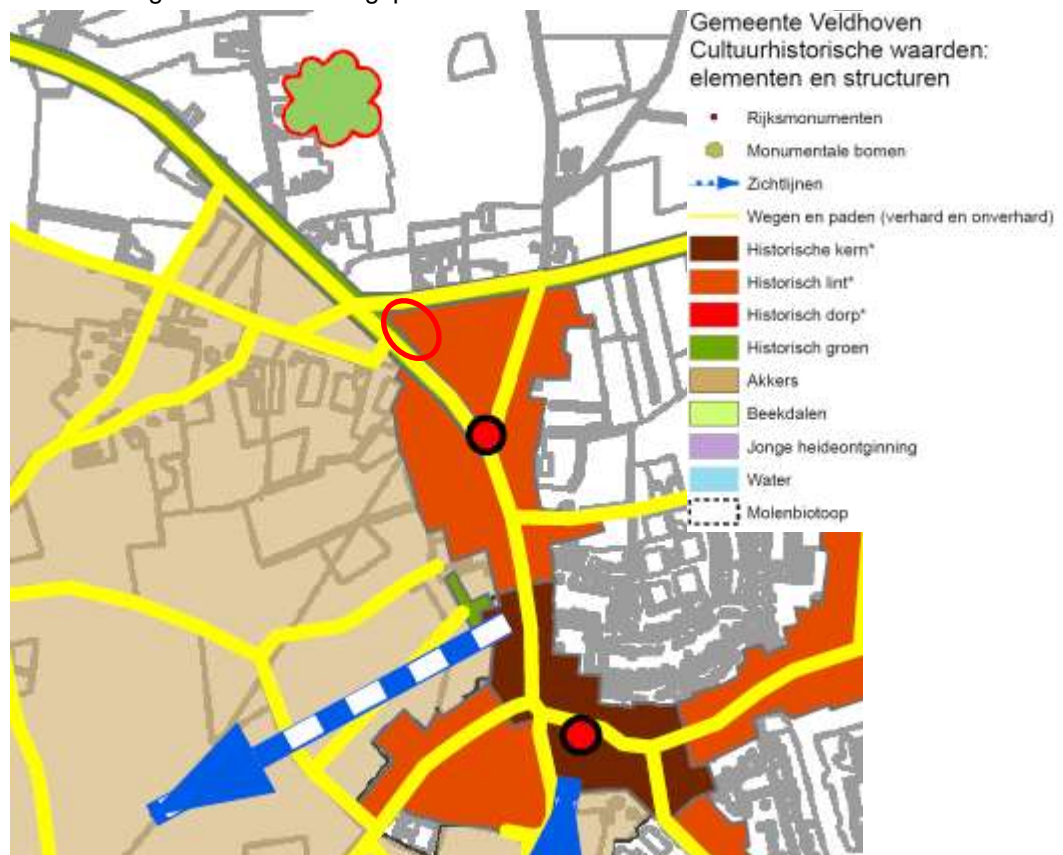 Gemeente Veldhoven
Cultuurhistorische waarden:
elementen en structuren
Rijksmonumenten
Monumentale bomen
Zichtlijnen
Wegen en paden (verhard en onverhard)
Historische kern*
Historisch lint*
Historisch dorp*
Historisch groen
Akkers
Beekdalen
Jonge heideontginning
Water
Molenbiotoop